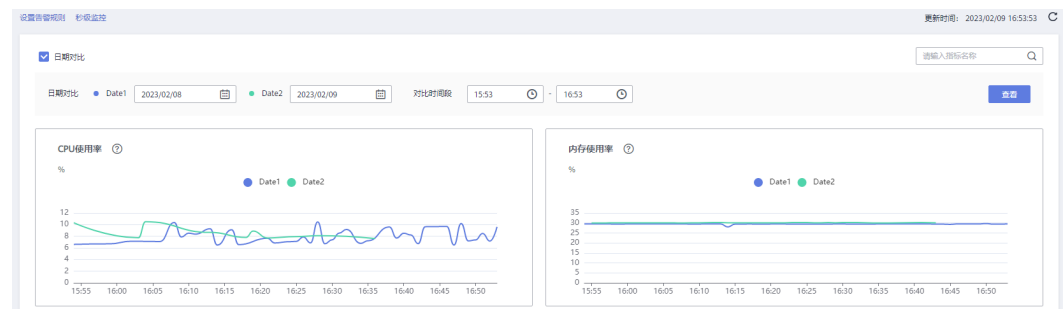 设置告警规则 秒级监控 更新时间： 2023/02/09 16:53:53
日期对比 请输入指标名称
日期对比 Date1 2023/02/08 Date2 2023/02/09 对比时间段 15:53 - 16:53 查看
CPU使用率 ?
%
Date1 Date2
12
10
8
6
4
2
0
15:55 16:00 16:05 16:10 16:15 16:20 16:25 16:30 16:35 16:40 16:45 16:50
内存使用率 ?
%
Date1 Date2
35
30
25
20
15
10
5
0
15:55 16:00 16:05 16:10 16:15 16:20 16:25 16:30 16:35 16:40 16:45 16:50